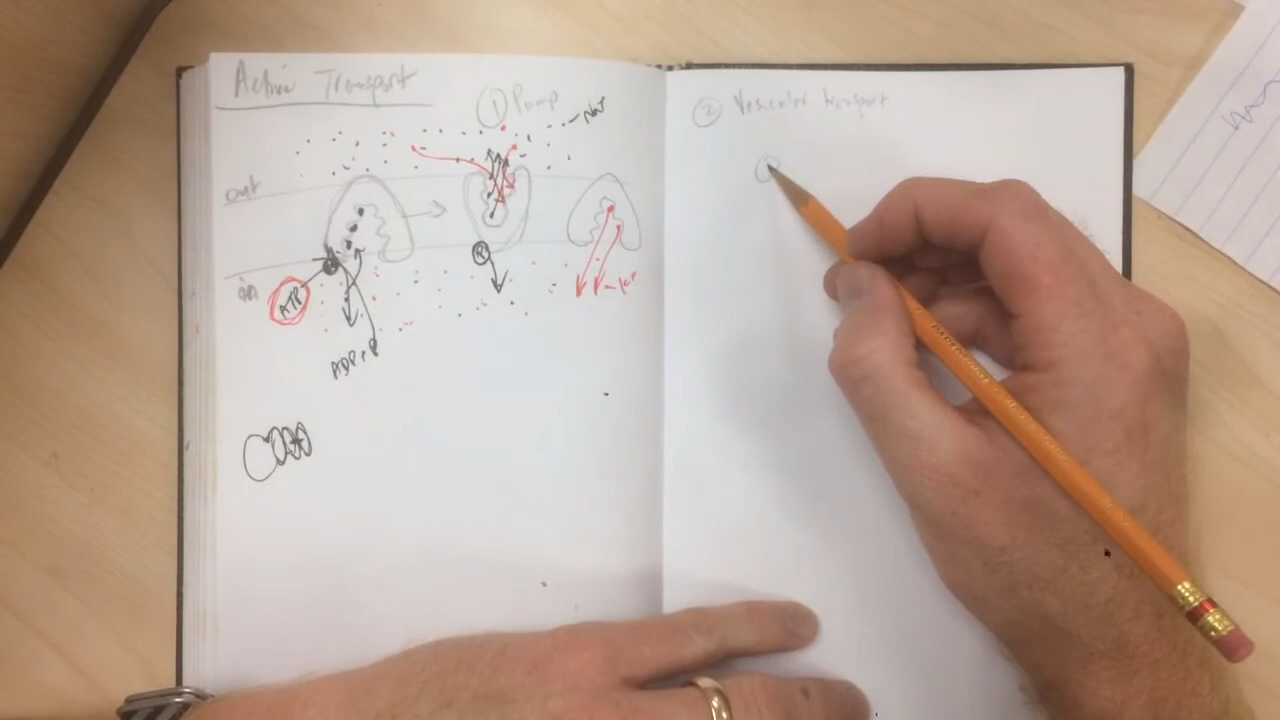 Active Transport
① Pump
Na+
out
in
ATP
P
ADP + P
P
K+
② Vesicular transport